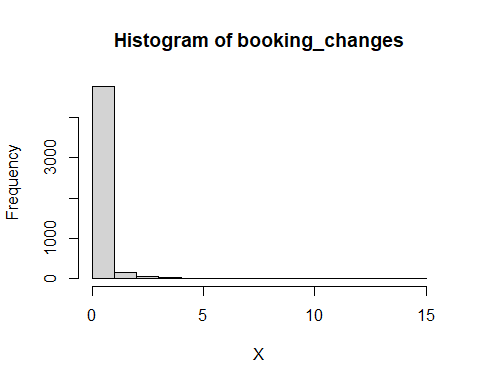 Histogram of booking_changes
Frequency
3000
1000
0
0 5 10 15
X